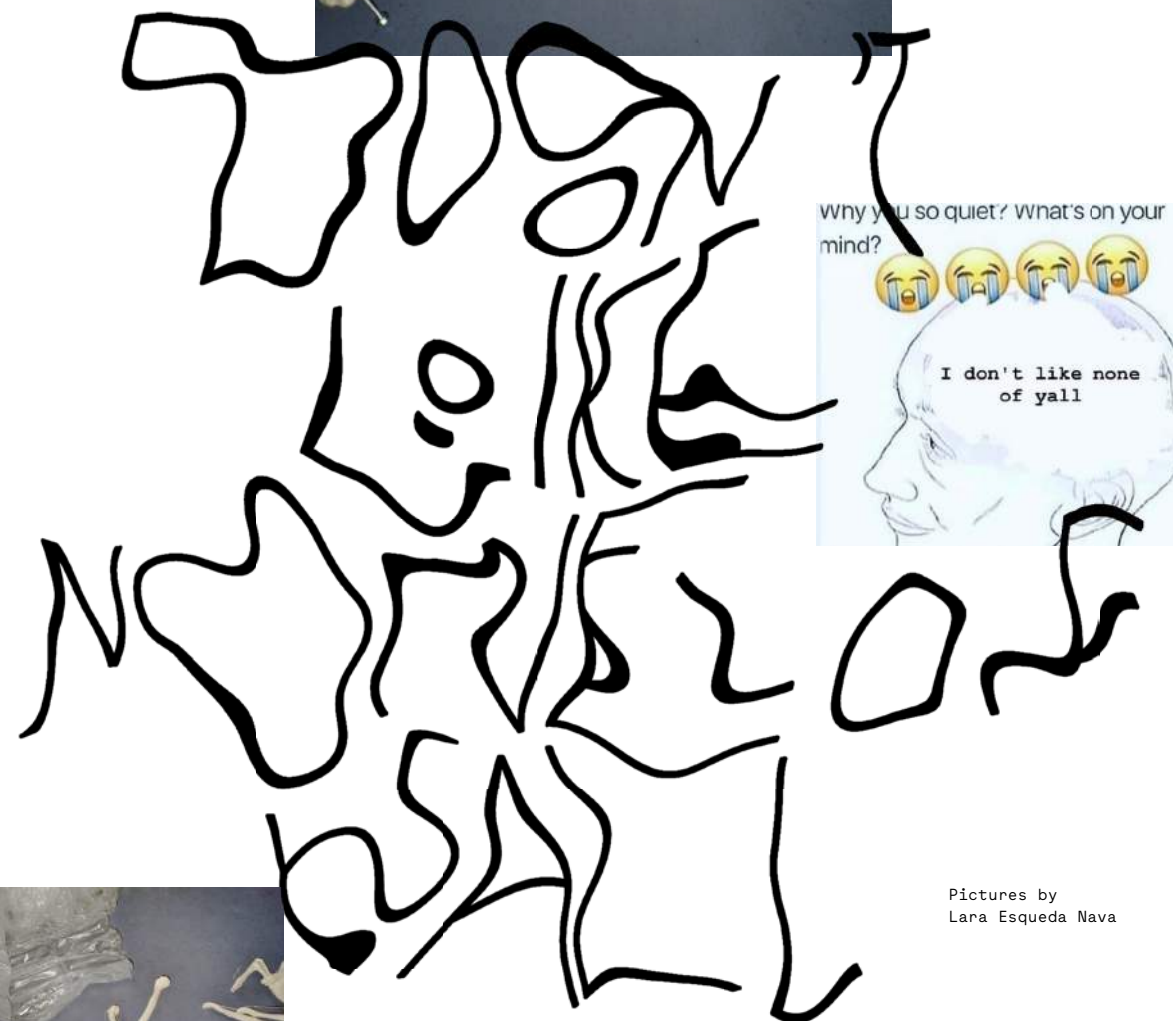 I DON'T
Why you so quiet? What's on your
mind?
I don't like none
of yall
LIKE
NONE OF
YALL
Pictures by
Lara Esqueda Nava